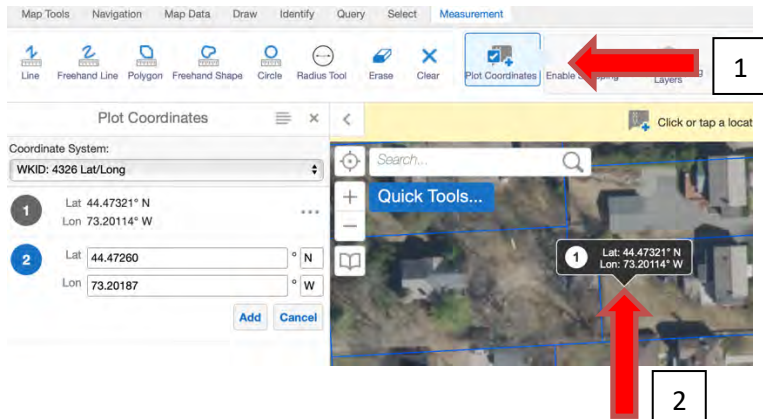 Map Tools Navigation Map Data Draw Identify Query Select Measurement
Line Freehand Line Polygon Freehand Shape Circle Radius Tool Erase Clear Plot Coordinates Enable Layers
1
Plot Coordinates
Click or tap a locat
Coordinate System:
WKID: 4326 Lat/Long
Search...
Quick Tools...
1
Lat 44.47321° N
Lon 73.20114° W
2
Lat 44.47260 ° N
Lon 73.20187 ° W
Add Cancel
1
Lat: 44.47321° N
Lon: 73.20114° W
2